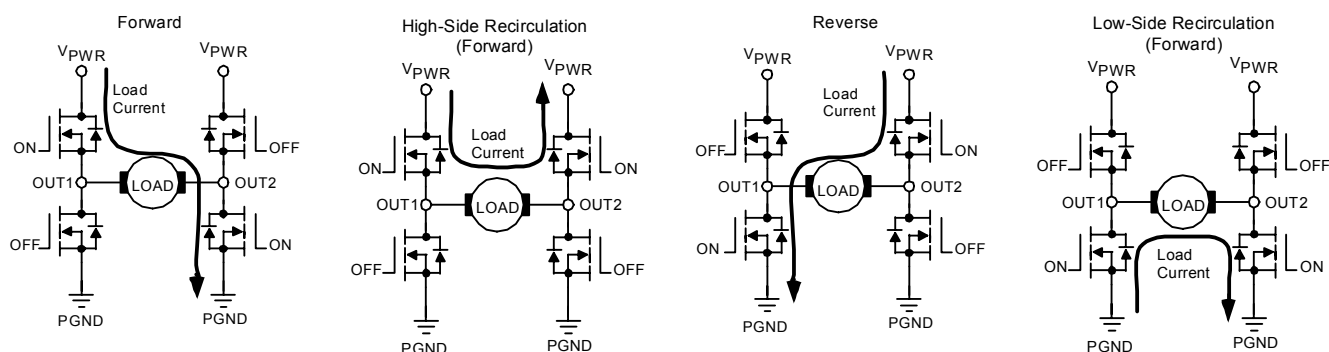 Forward
VPWR
VPWR
Load
Current
ON
OFF
OUT1
LOAD
OUT2
OFF
ON
PGND
High-Side Recirculation
(Forward)
VPWR
VPWR
Load
Current
ON
ON
OUT1
LOAD
OUT2
OFF
OFF
PGND
PGND
Reverse
VPWR
VPWR
Load
Current
OFF
ON
OUT1
LOAD
OUT2
ON
OFF
PGND
Low-Side Recirculation
(Forward)
VPWR
VPWR
OFF
OFF
OUT1
LOAD
OUT2
Load
Current
ON
ON
PGND
PGND